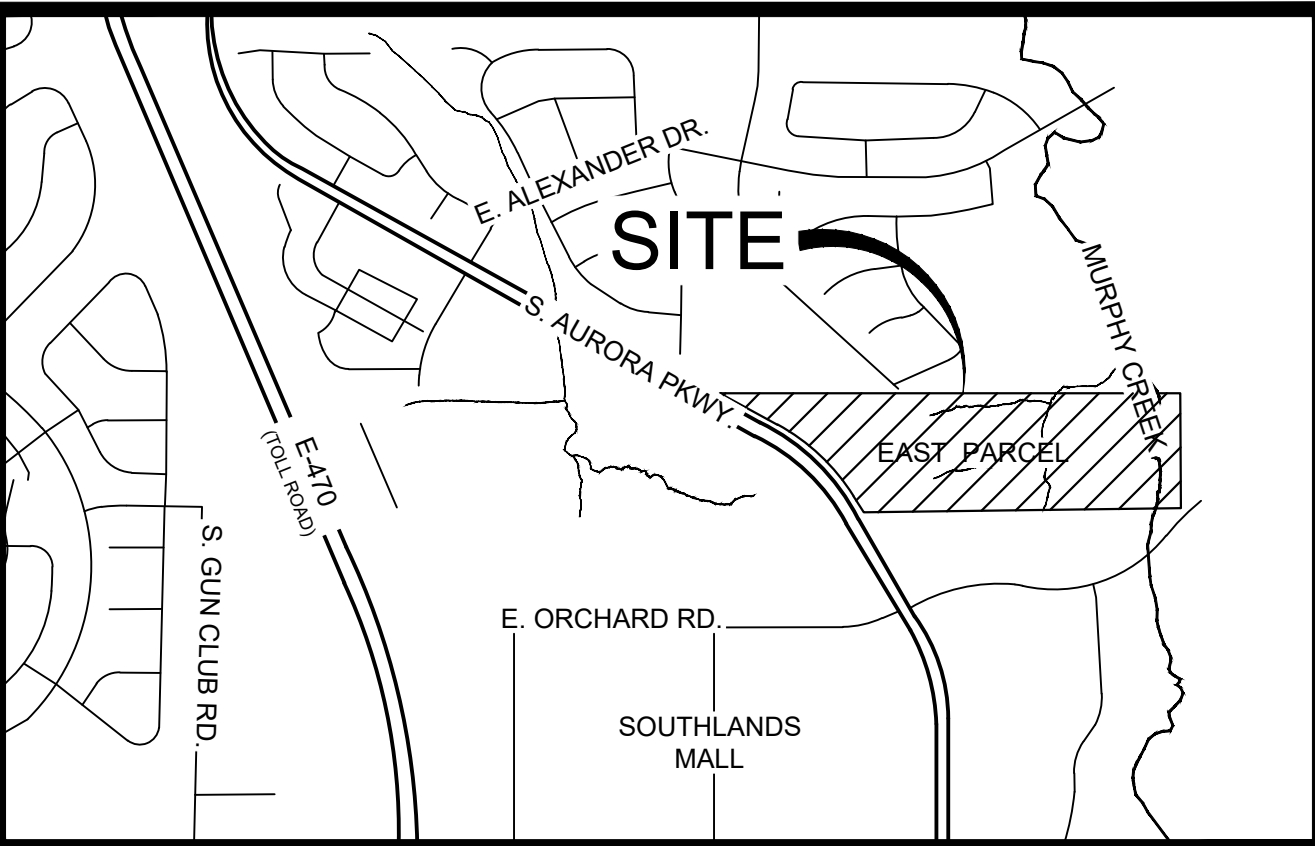 E. ALEXANDER DR.
SITE
MURPHY CREEK
S. AURORA PKWY.
EAST PARCEL
E-470
(TOLL ROAD)
S. GUN CLUB RD.
E. ORCHARD RD.
SOUTHLANDS
MALL